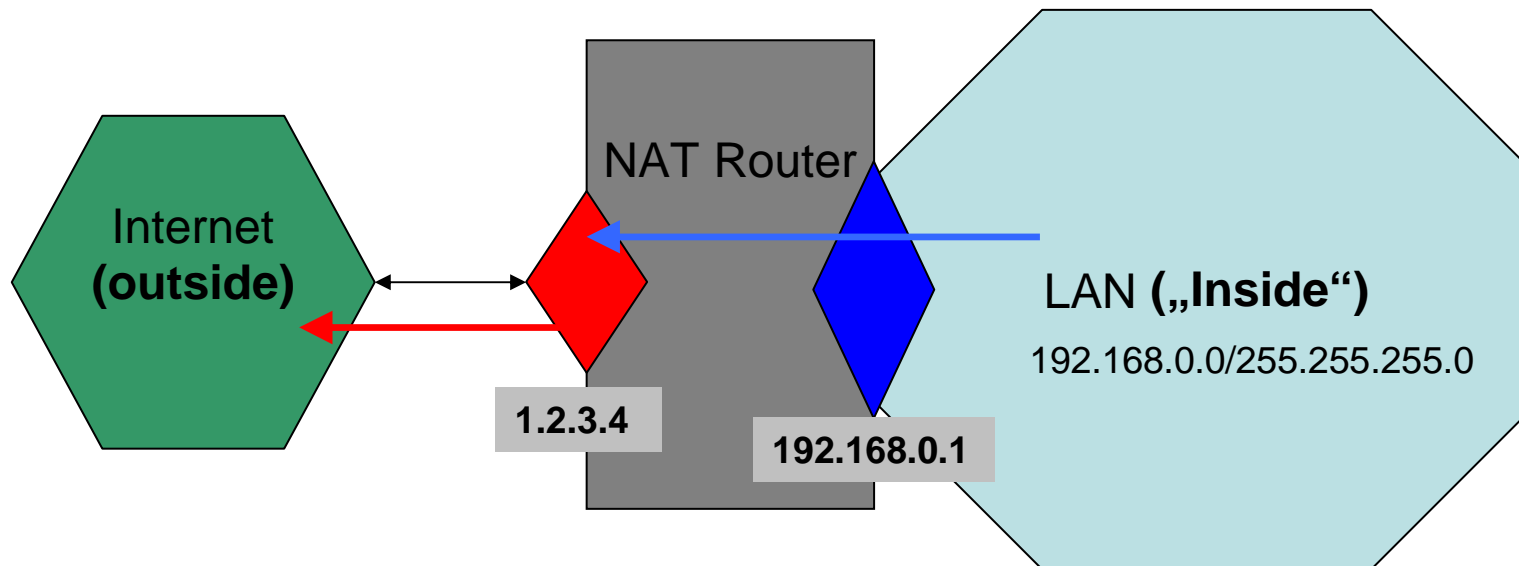 Internet
(outside)
NAT Router
LAN („Inside“)
192.168.0.0/255.255.255.0
1.2.3.4
192.168.0.1